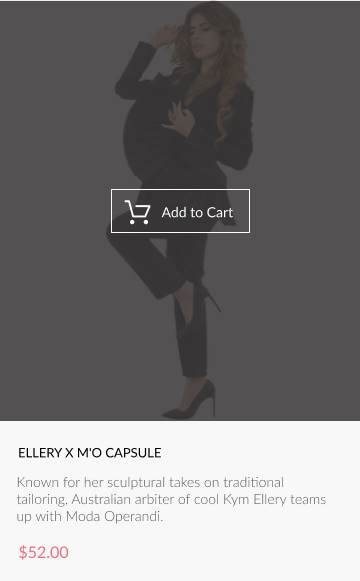 Add to Cart
ELLERY X M'O CAPSULE
Known for her sculptural takes on traditional
tailoring, Australian arbiter of cool Kym Ellery teams
up with Moda Operandi.
$52.00